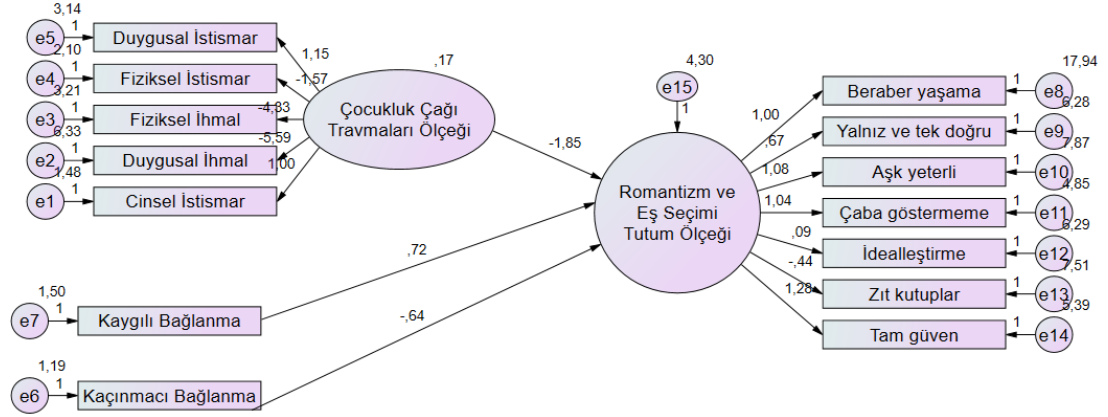 3,14
e5
1
Duygusal İstismar
2,10
e4
1
Fiziksel İstismar
3,21
e3
1
Fiziksel İhmal
6,33
e2
1
Duygusal İhmal
1,48
e1
1
Cinsel İstismar
1,15
-1,57
-4,83
-5,59
1,00
,17
Çocukluk Çağı
Travmaları Ölçeği
-1,85
1,50
e7
1
Kaygılı Bağlanma
,72
1,19
e6
1
Kaçınmacı Bağlanma
-,64
4,30
e15
1
Romantizm ve
Eş Seçimi
Tutum Ölçeği
1,00
,67
1,08
1,04
,09
-,44
1,28
17,94
Beraber yaşama
1
e8
6,28
Yalnız ve tek doğru
1
e9
7,87
Aşk yeterli
1
e10
4,85
Çaba göstermeme
1
e11
6,29
İdealleştirme
1
e12
7,51
Zıt kutuplar
1
e13
5,39
Tam güven
1
e14